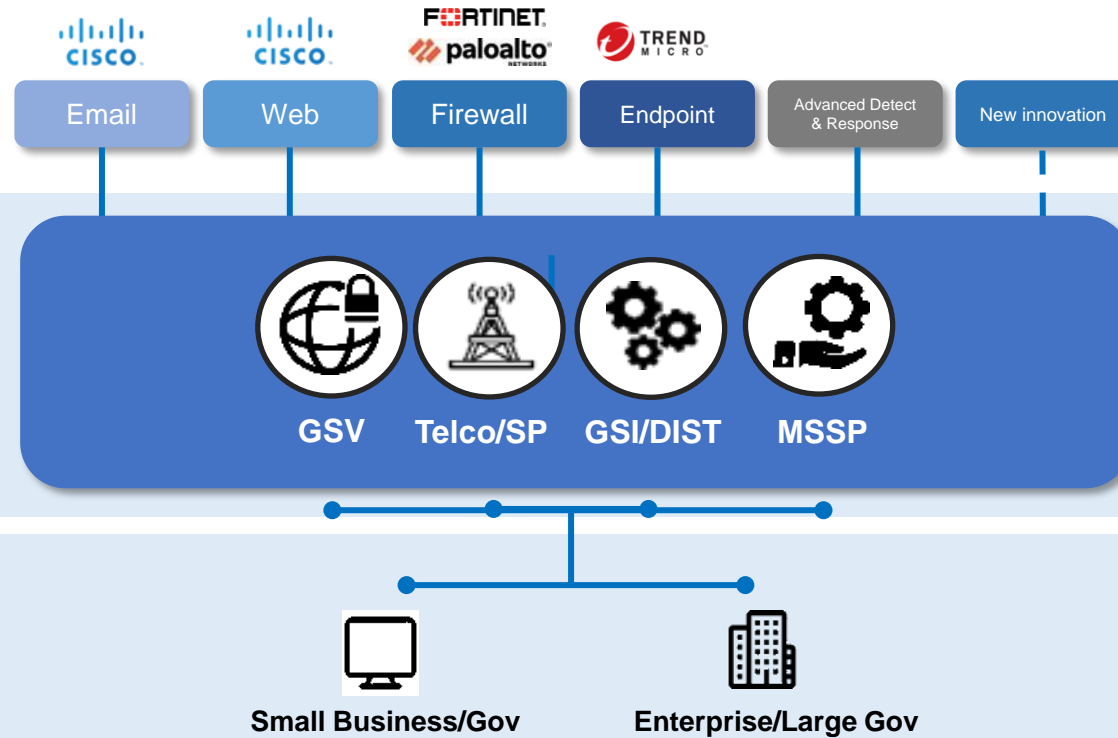 CISCO
CISCO
FORTINET
paloalto
NETWORKS
TREND
MICRO
Email
Web
Firewall
Endpoint
Advanced Detect
& Response
New innovation
GSV
Telco/SP
GSI/DIST
MSSP
Small Business/Gov
Enterprise/Large Gov